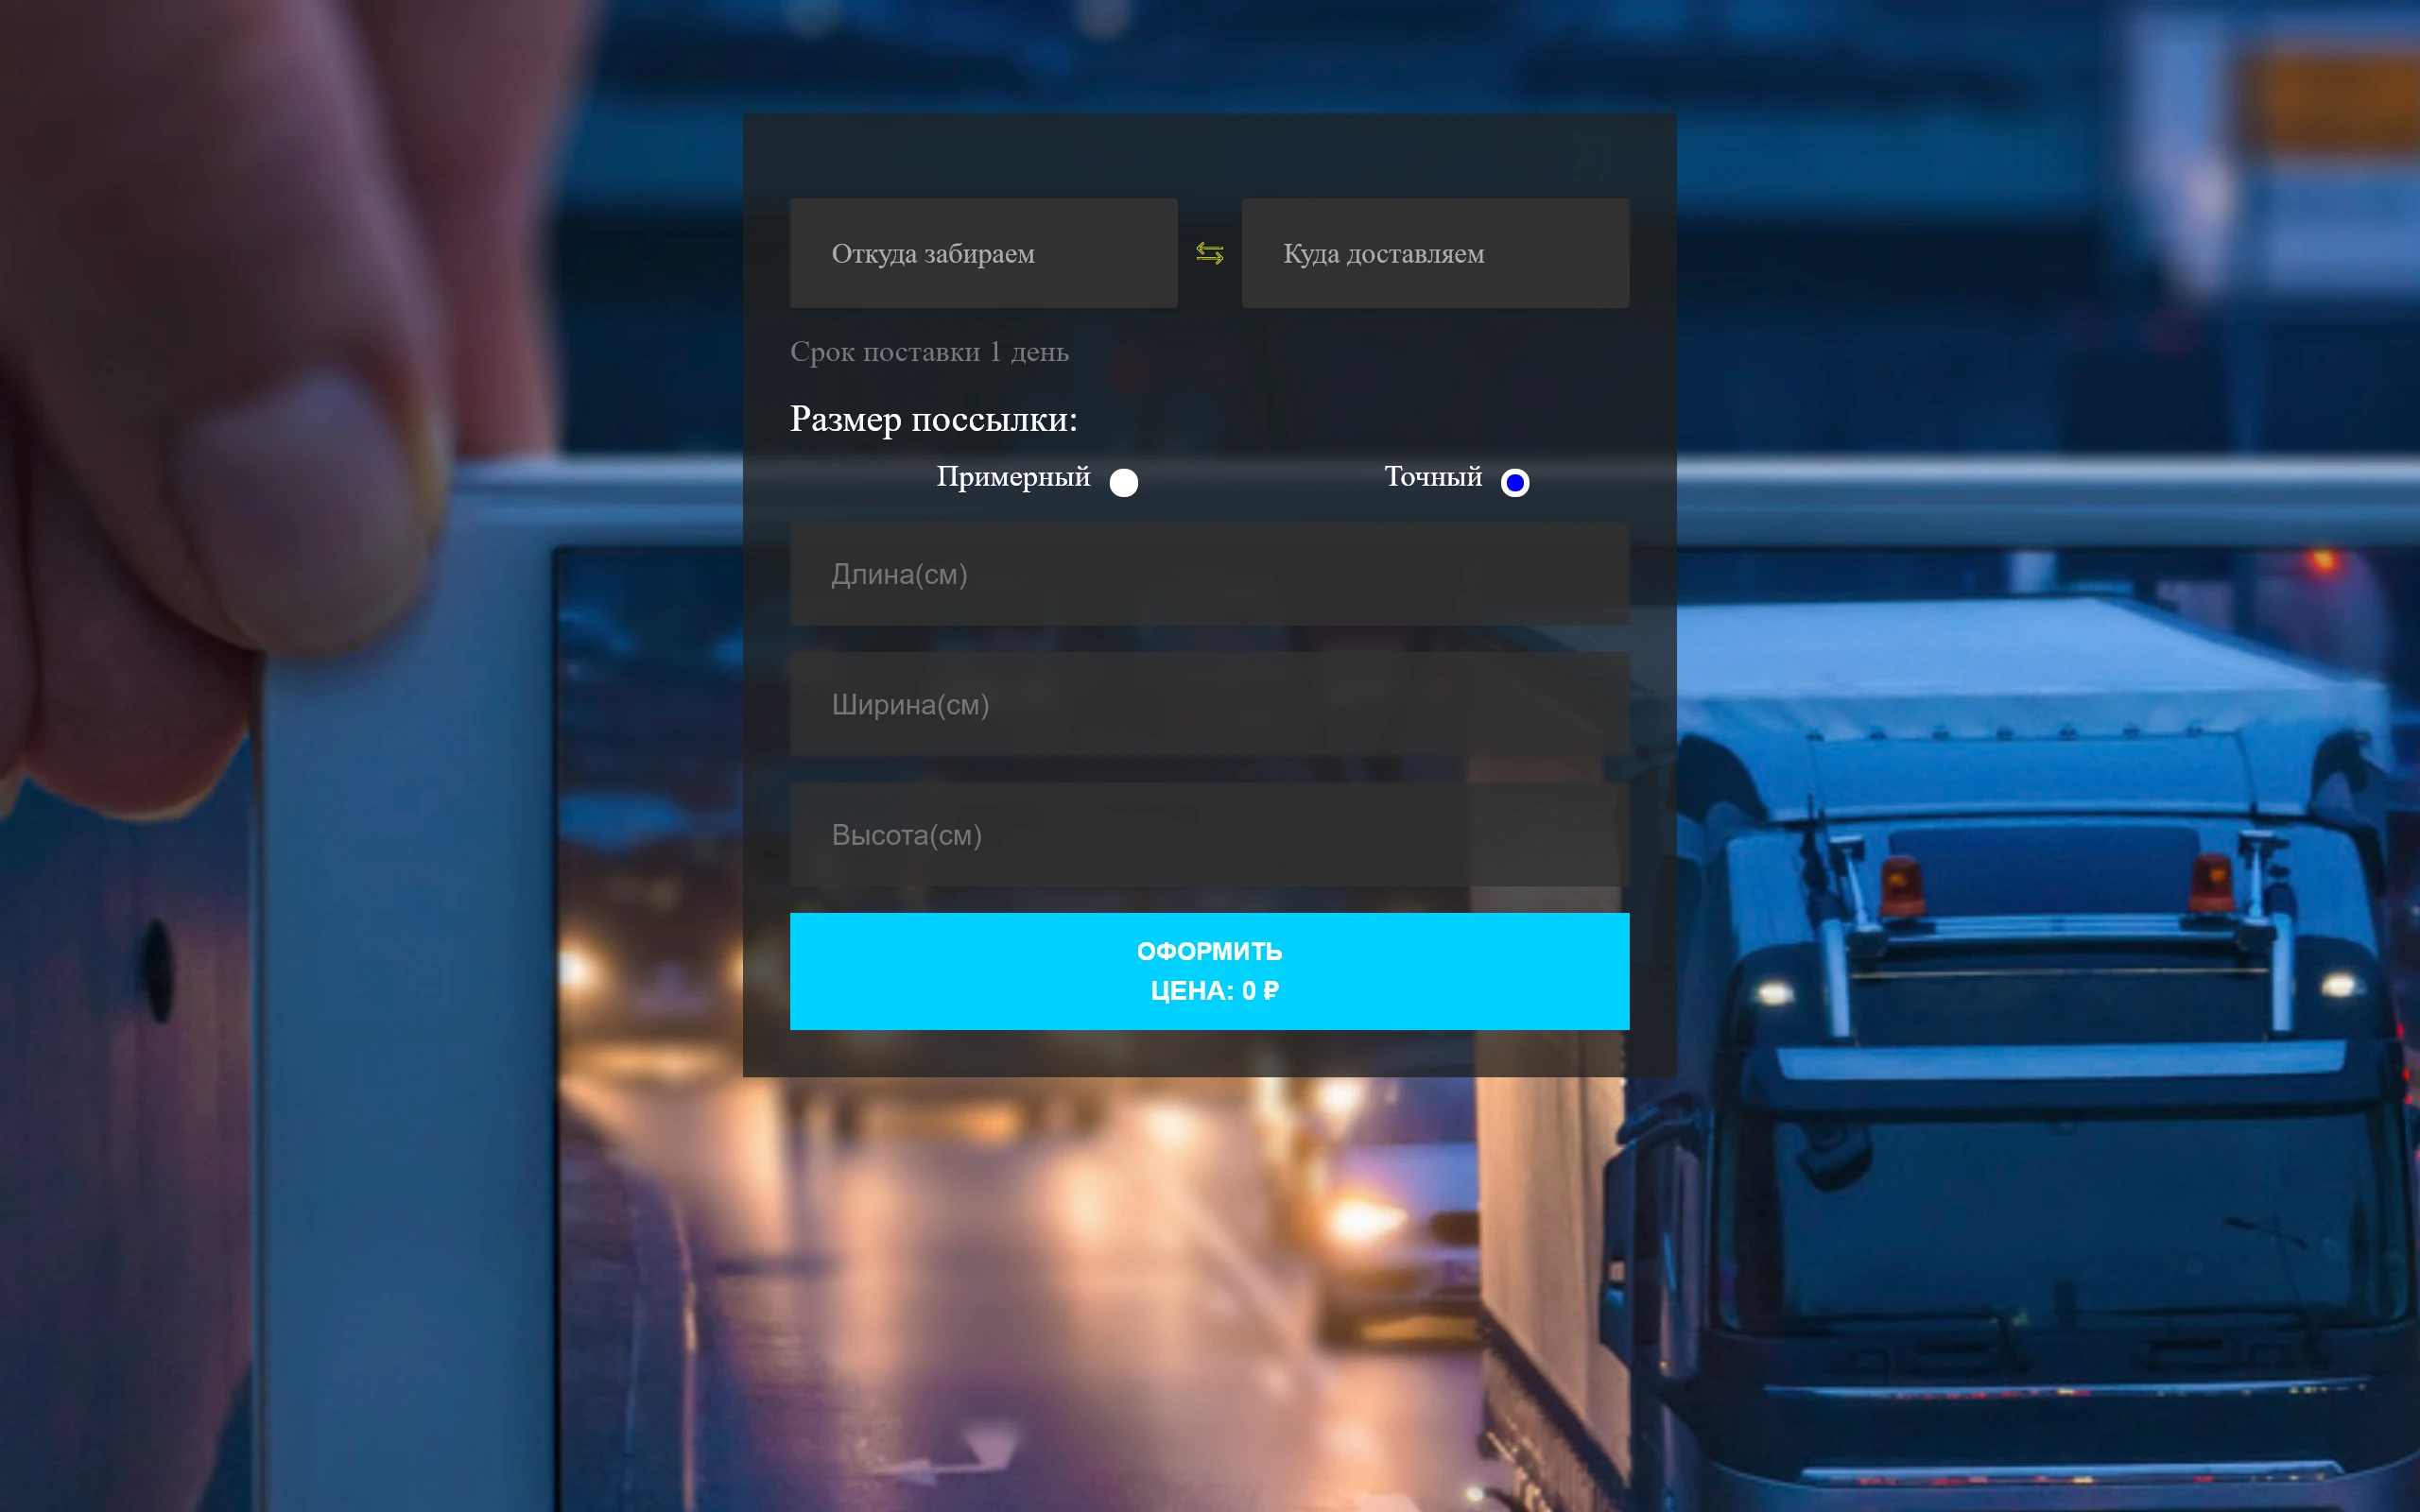 Откуда забираем
Куда доставляем
Срок поставки 1 день
Размер поссылки:
Примерный
Точный
Длина(см)
Ширина(см)
Высота(см)
ОФОРМИТЬ
ЦЕНА: 0 ₽